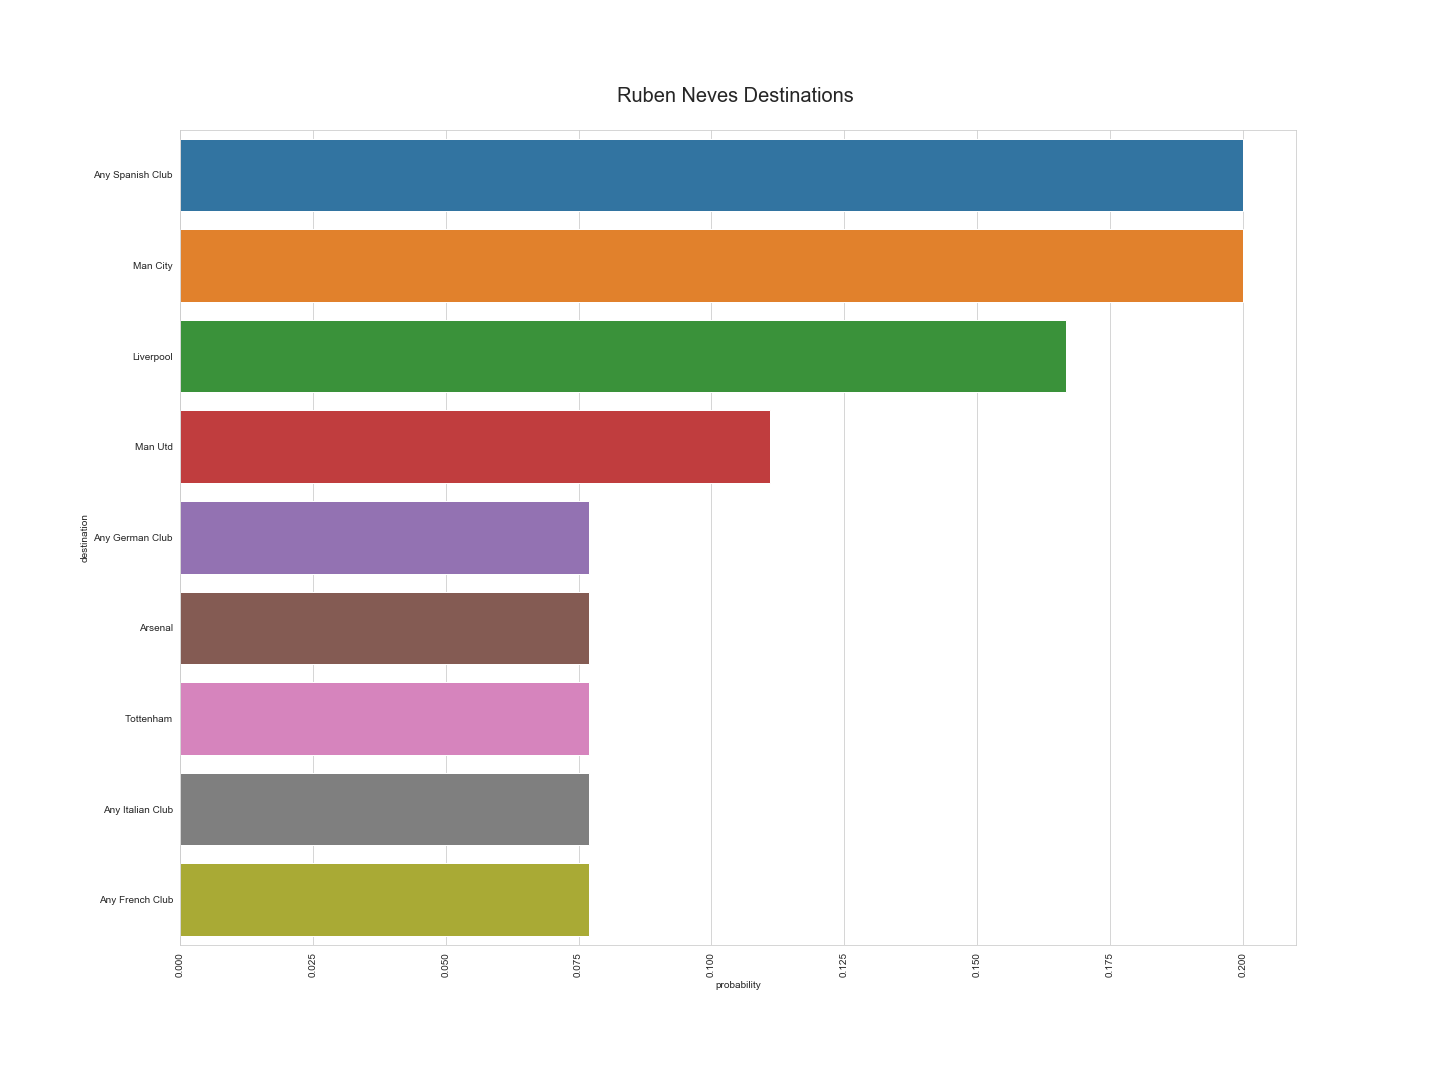 Ruben Neves Destinations
destination
Any Spanish Club
Man City
Liverpool
Man Utd
Any German Club
Arsenal
Tottenham
Any Italian Club
Any French Club
0.000
0.025
0.050
0.075
0.100
0.125
0.150
0.175
0.200
probability